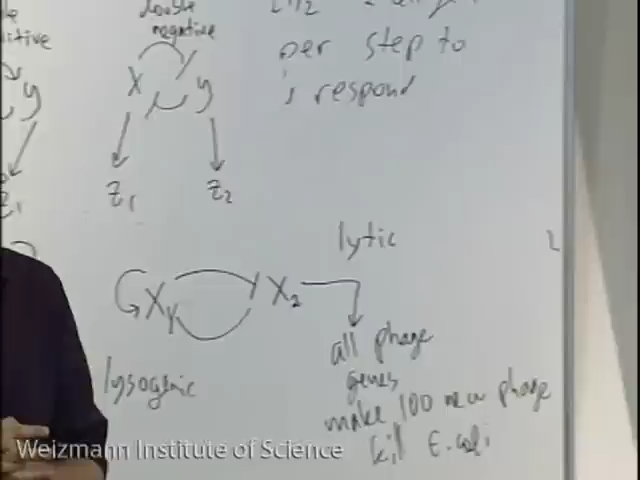 double
negative
per step to
respond
X y
y
Z1 Z2
lytic
2
X X2
all phage
genes
lysogenic
make 100 new phage
kill E.coli
Weizmann Institute of Science